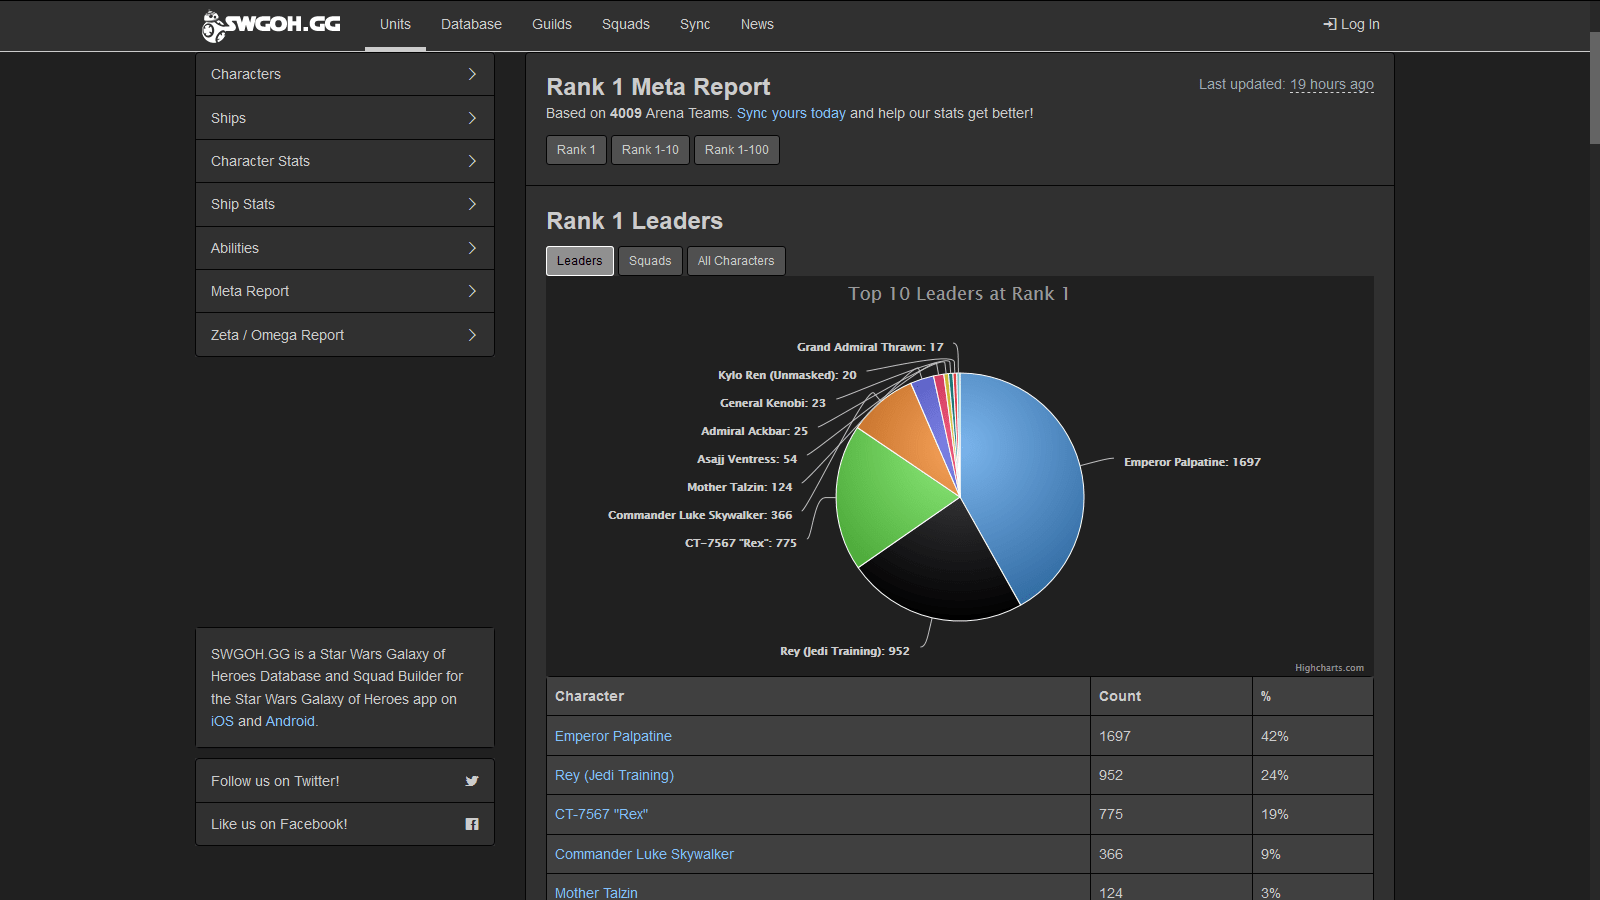 SWGOH.GG
Units
Database
Guilds
Squads
Sync
News
Log In
Characters
Ships
Character Stats
Ship Stats
Abilities
Meta Report
Zeta / Omega Report
SWGOH.GG is a Star Wars Galaxy of
Heroes Database and Squad Builder for
the Star Wars Galaxy of Heroes app on
iOS and Android.
Follow us on Twitter!
Like us on Facebook!
Rank 1 Meta Report
Last updated: 19 hours ago
Based on 4009 Arena Teams. Sync yours today and help our stats get better!
Rank 1
Rank 1-10
Rank 1-100
Rank 1 Leaders
Leaders
Squads
All Characters
Top 10 Leaders at Rank 1
Grand Admiral Thrawn: 17
Kylo Ren (Unmasked): 20
General Kenobi: 23
Admiral Ackbar: 25
Asajj Ventress: 54
Mother Talzin: 124
Commander Luke Skywalker: 366
CT-7567 "Rex": 775
Emperor Palpatine: 1697
Rey (Jedi Training): 952
Highcharts.com
Character Count %
Emperor Palpatine 1697 42%
Rey (Jedi Training) 952 24%
CT-7567 "Rex" 775 19%
Commander Luke Skywalker 366 9%
Mother Talzin 124 3%